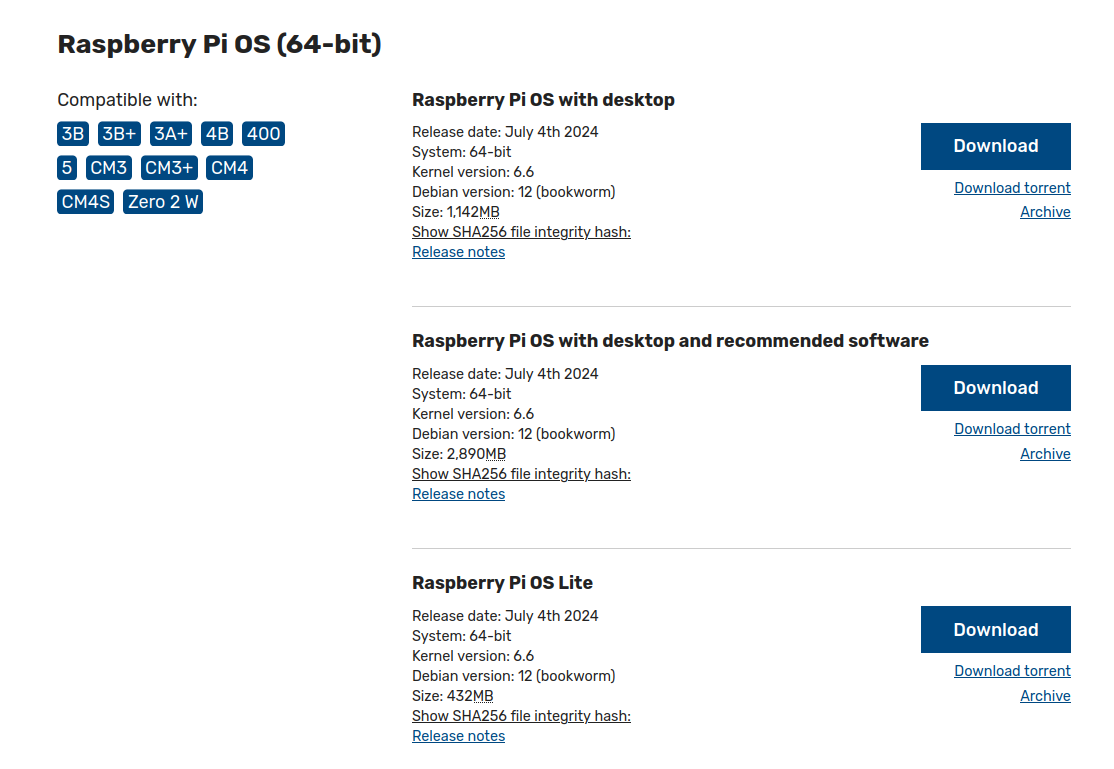 Raspberry Pi OS (64-bit)
Compatible with:
3B 3B+ 3A+ 4B 400
5 CM3 CM3+ CM4
CM4S Zero 2 W
Raspberry Pi OS with desktop
Release date: July 4th 2024
System: 64-bit
Kernel version: 6.6
Debian version: 12 (bookworm)
Size: 1,142MB
Show SHA256 file integrity hash:
Release notes
Download
Download torrent
Archive
Raspberry Pi OS with desktop and recommended software
Release date: July 4th 2024
System: 64-bit
Kernel version: 6.6
Debian version: 12 (bookworm)
Size: 2,890MB
Show SHA256 file integrity hash:
Release notes
Download
Download torrent
Archive
Raspberry Pi OS Lite
Release date: July 4th 2024
System: 64-bit
Kernel version: 6.6
Debian version: 12 (bookworm)
Size: 432MB
Show SHA256 file integrity hash:
Release notes
Download
Download torrent
Archive